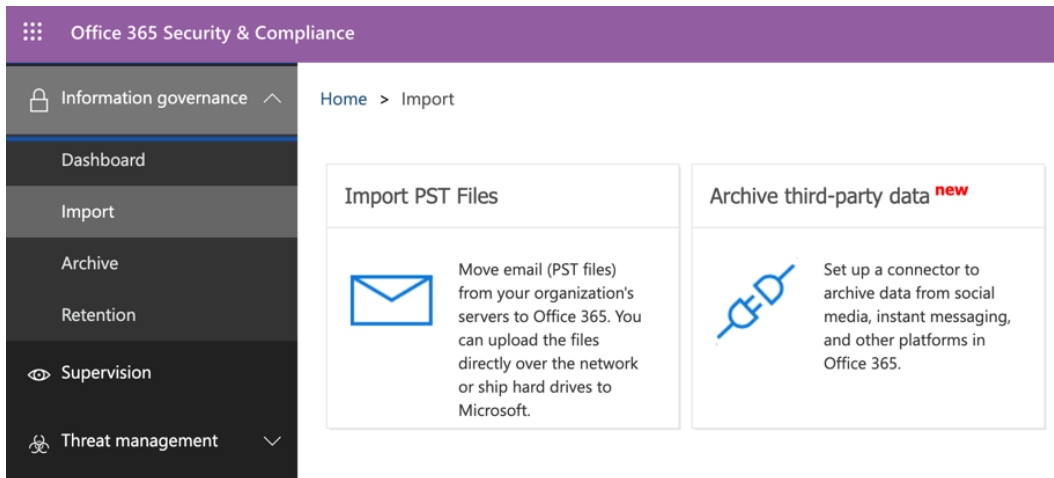 Office 365 Security & Compliance
Information governance
Home > Import
Dashboard
Import
Archive
Retention
Supervision
Threat management
Import PST Files
Move email (PST files)
from your organization's
servers to Office 365. You
can upload the files
directly over the network
or ship hard drives to
Microsoft.
Archive third-party data new
Set up a connector to
archive data from social
media, instant messaging,
and other platforms in
Office 365.